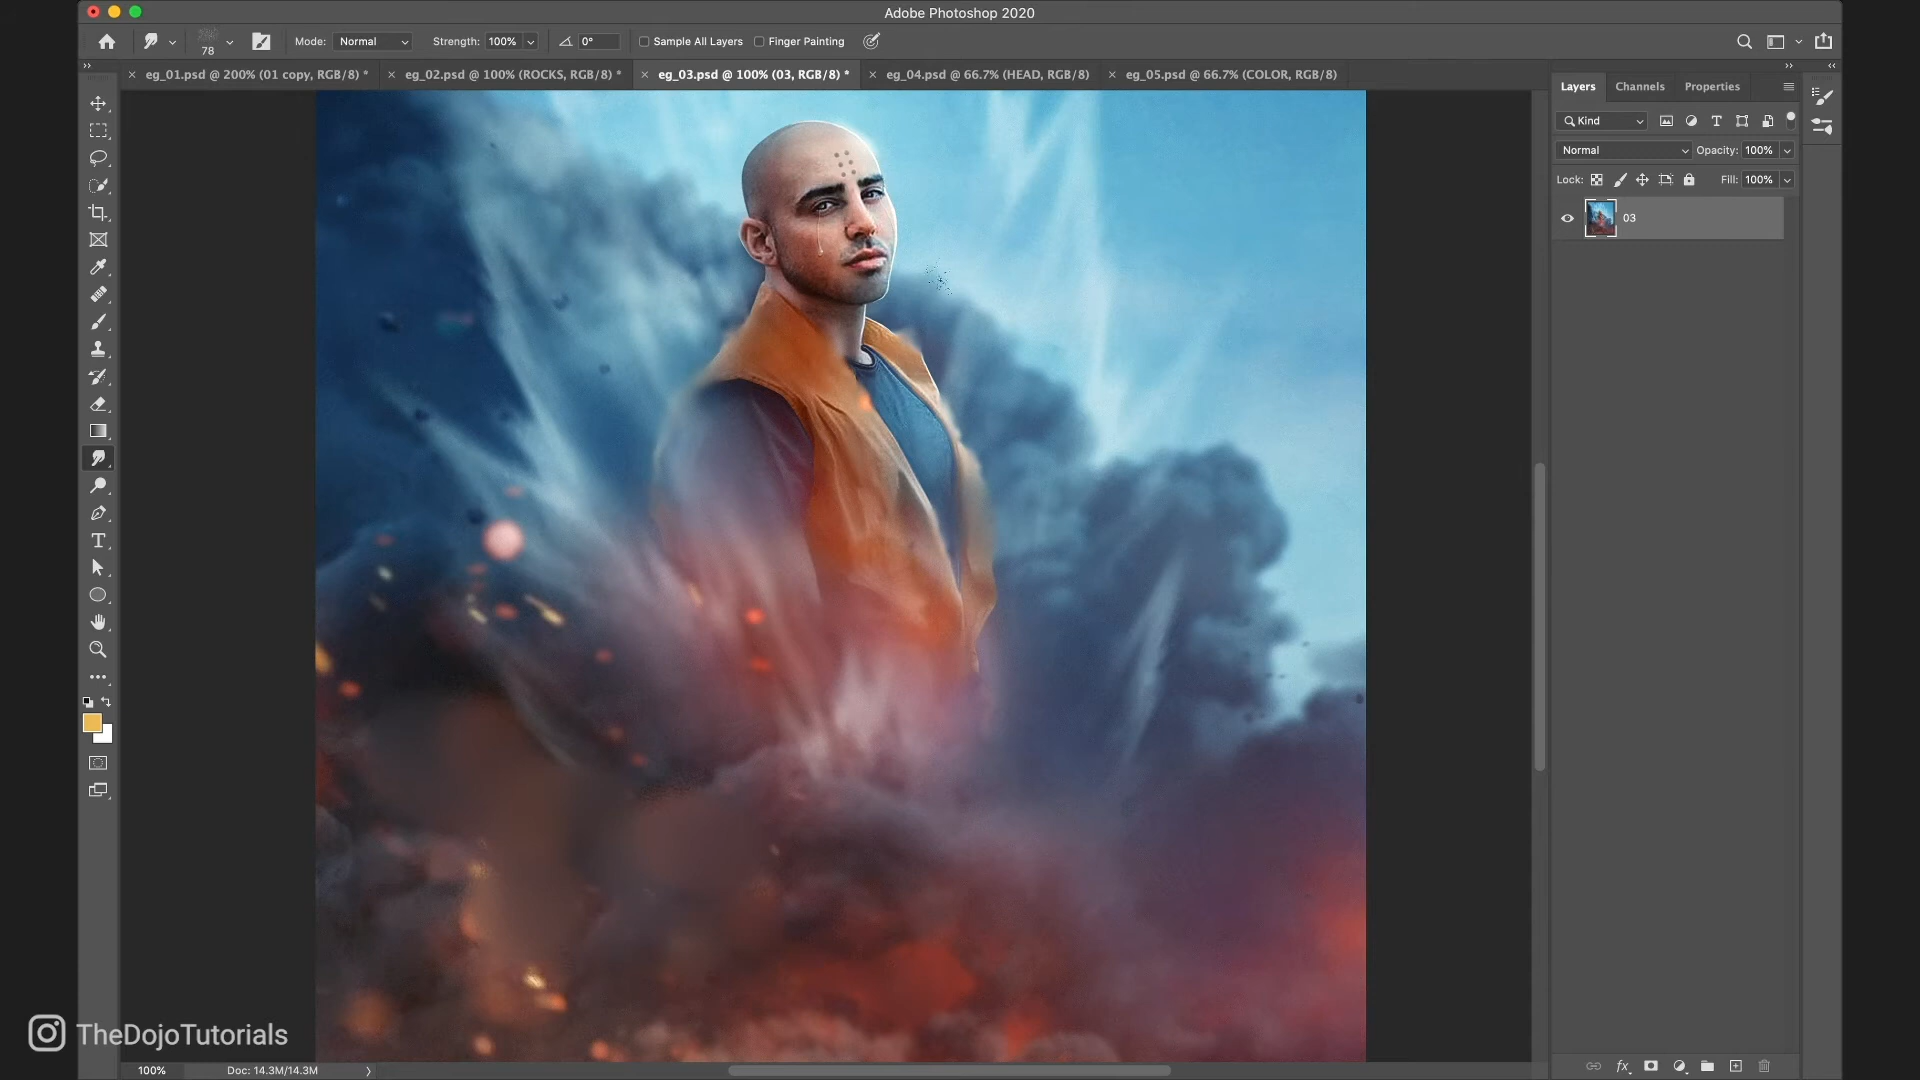 Adobe Photoshop 2020
78
Mode: Normal
Strength: 100%
0°
Sample All Layers
Finger Painting
eg_01.psd @ 200% (01 copy, RGB/8) *
eg_02.psd @ 100% (ROCKS, RGB/8) *
eg_03.psd @ 100% (03, RGB/8) *
eg_04.psd @ 66.7% (HEAD, RGB/8)
eg_05.psd @ 66.7% (COLOR, RGB/8)
Layers
Channels
Properties
Kind
Normal
Opacity: 100%
Lock:
Fill: 100%
03
TheDojoTutorials
100%
Doc: 14.3M/14.3M